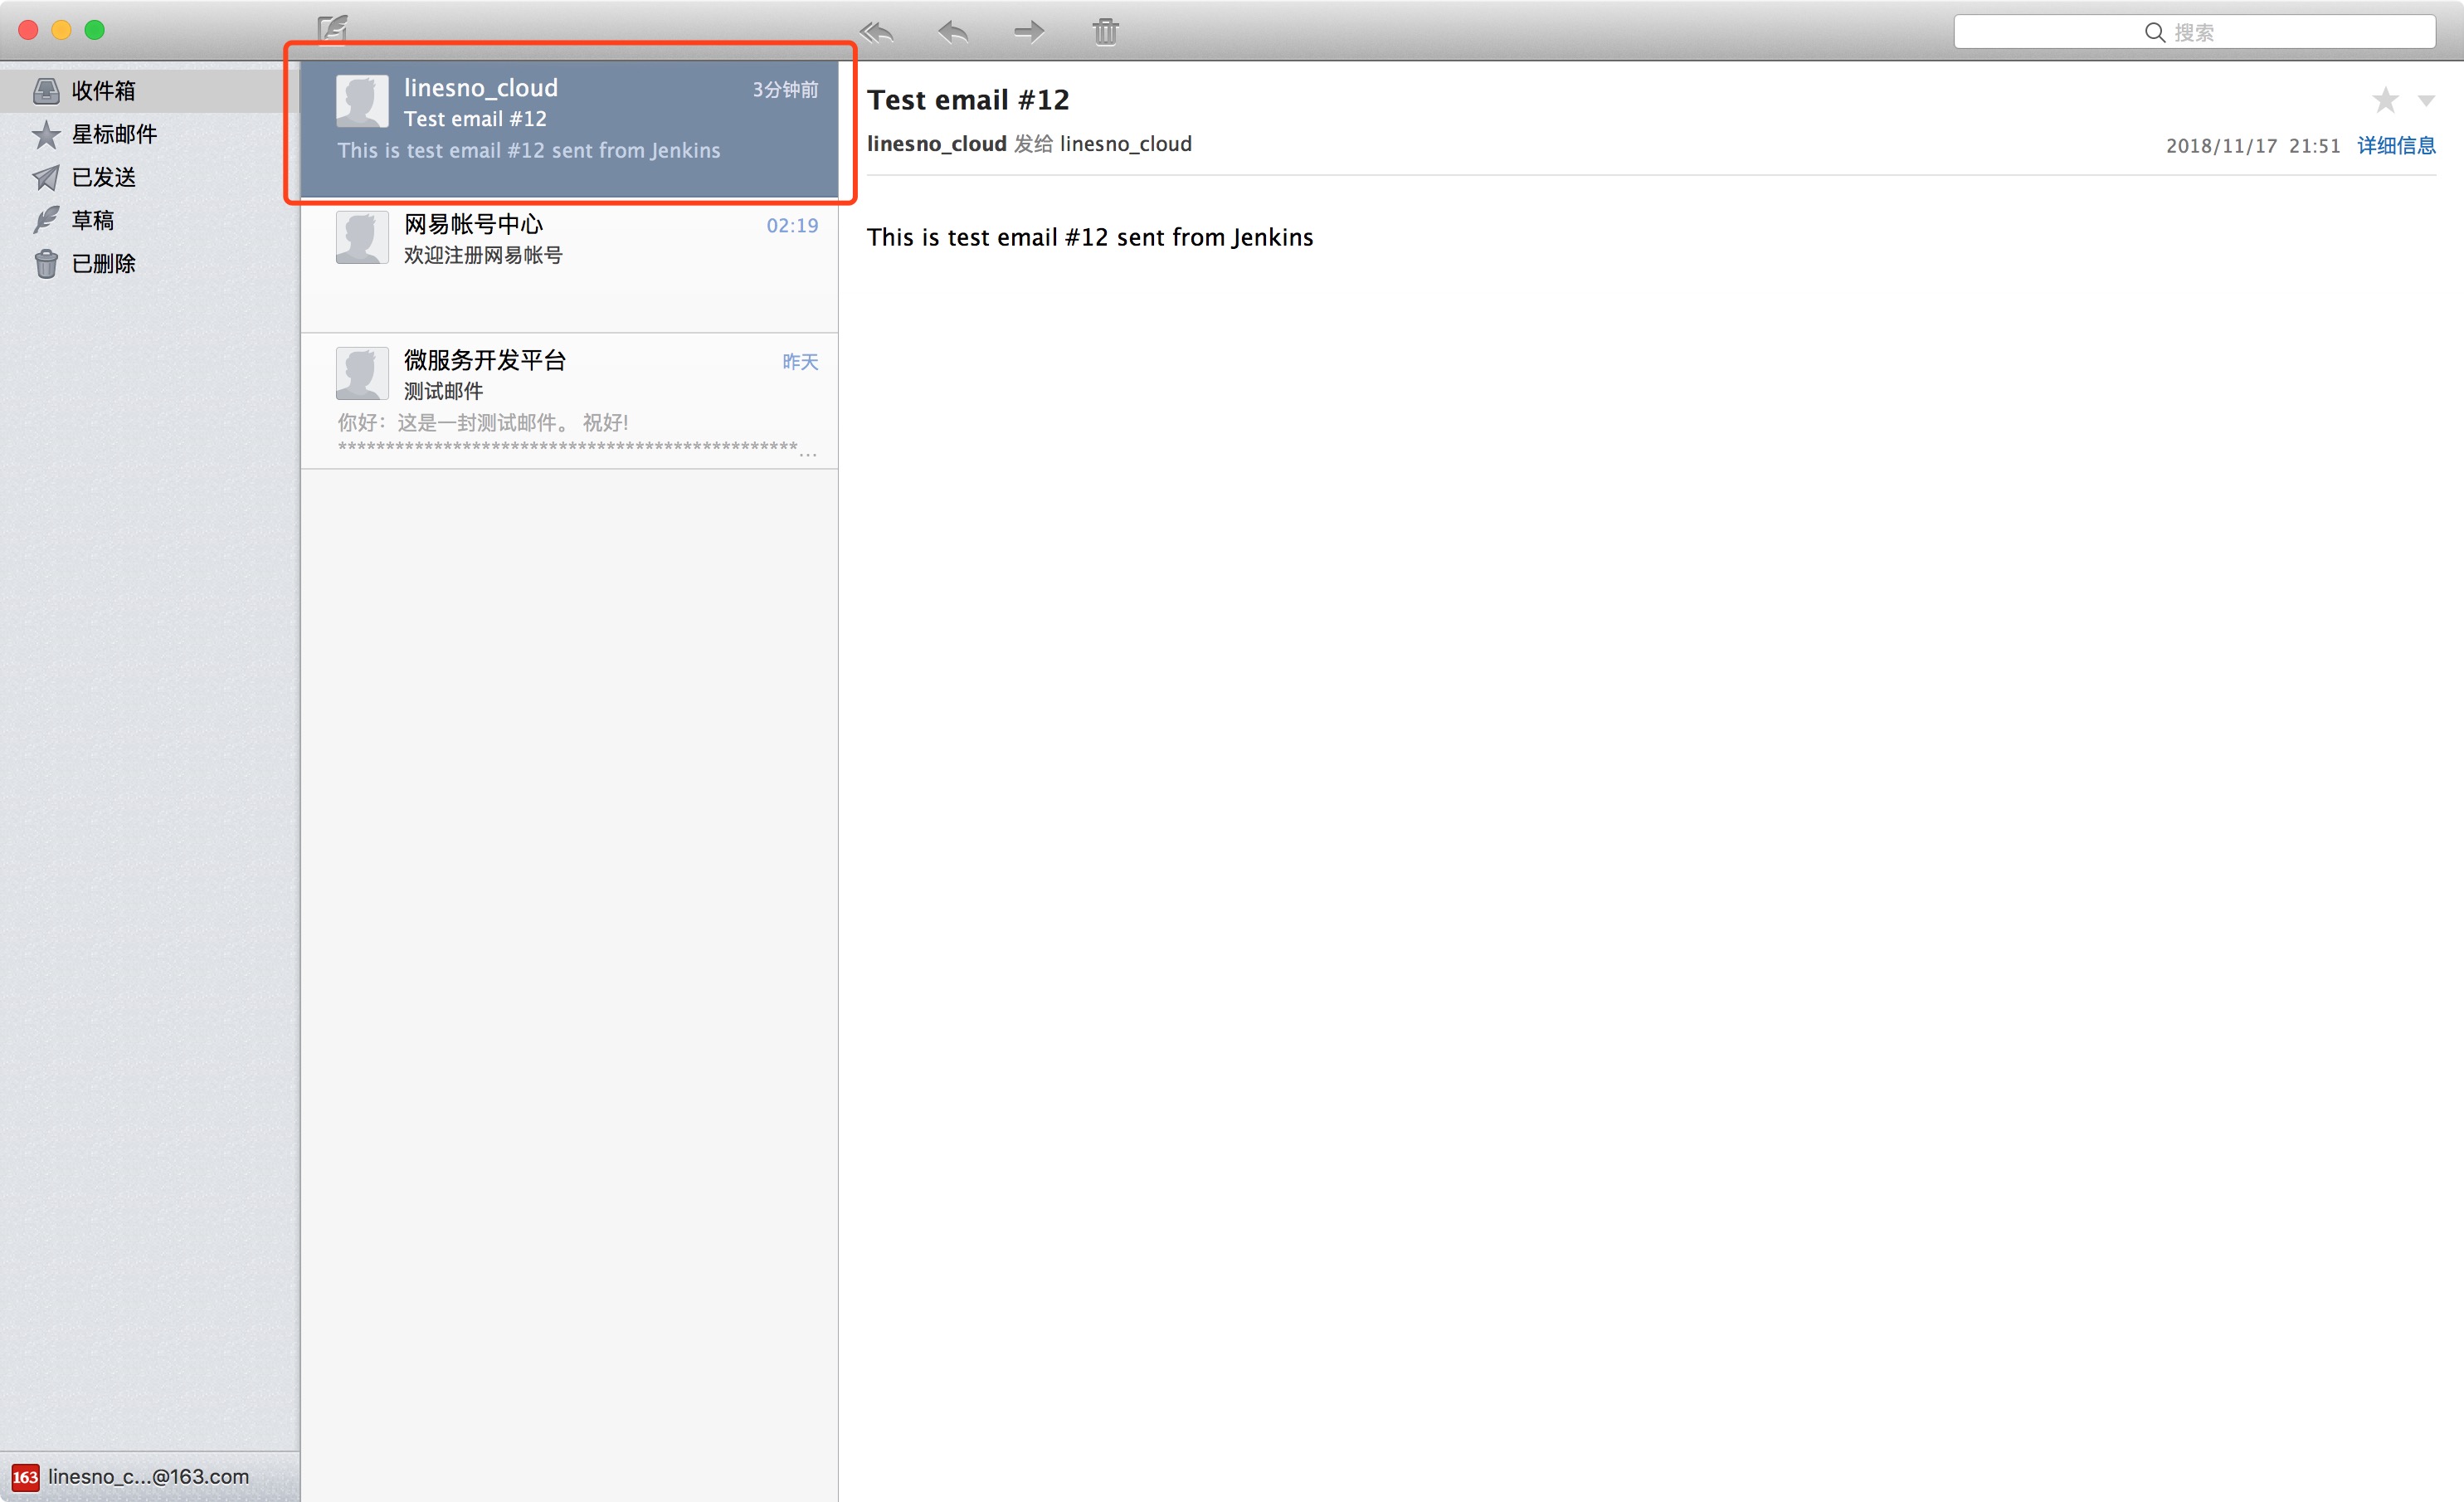 搜索
收件箱
星标邮件
已发送
草稿
已删除
linesno_cloud 3分钟前
Test email #12
This is test email #12 sent from Jenkins
网易帐号中心 02:19
欢迎注册网易帐号
微服务开发平台 昨天
测试邮件
你好：这是一封测试邮件。 祝好!
************************************************...
Test email #12
linesno_cloud 发给 linesno_cloud
2018/11/17 21:51 详细信息
This is test email #12 sent from Jenkins
163 linesno_c...@163.com